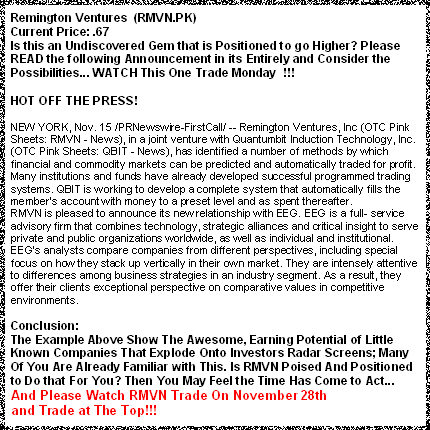 Remington Ventures (RMVN.PK)
Current Price: .67
Is this an Undiscovered Gem that is Positioned to go Higher? Please
READ the following Announcement in its Entirely and Consider the
Possibilities... WATCH This One Trade Monday !!!
HOT OFF THE PRESS!
NEW YORK, Nov. 15 /PRNewswire-FirstCall/ -- Remington Ventures, Inc (OTC Pink
Sheets: RMVN - News), in a joint venture with Quantumbit Induction Technology, Inc.
(OTC Pink Sheets: QBIT - News), has identified a number of methods by which
financial and commodity markets can be predicted and automatically traded for profit.
Many institutions and funds have already developed successful programmed trading
systems. QBIT is working to develop a complete system that automatically fills the
member's account with money to a preset level and as spent thereafter.
RMVN is pleased to announce its new relationship with EEG. EEG is a full- service
advisory firm that combines technology, strategic alliances and critical insight to serve
private and public organizations worldwide, as well as individual and institutional.
EEG's analysts compare companies from different perspectives, including special
focus on how they stack up vertically in their own market. They are intensely attentive
to differences among business strategies in an industry segment. As a result, they
offer their clients exceptional perspective on comparative values in competitive
environments.
Conclusion:
The Example Above Show The Awesome, Earning Potential of Little
Known Companies That Explode Onto Investors Radar Screens; Many
Of You Are Already Familiar with This. Is RMVN Poised And Positioned
to Do that For You? Then You May Feel the Time Has Come to Act...
And Please Watch RMVN Trade On November 28th
and Trade at The Top!!!